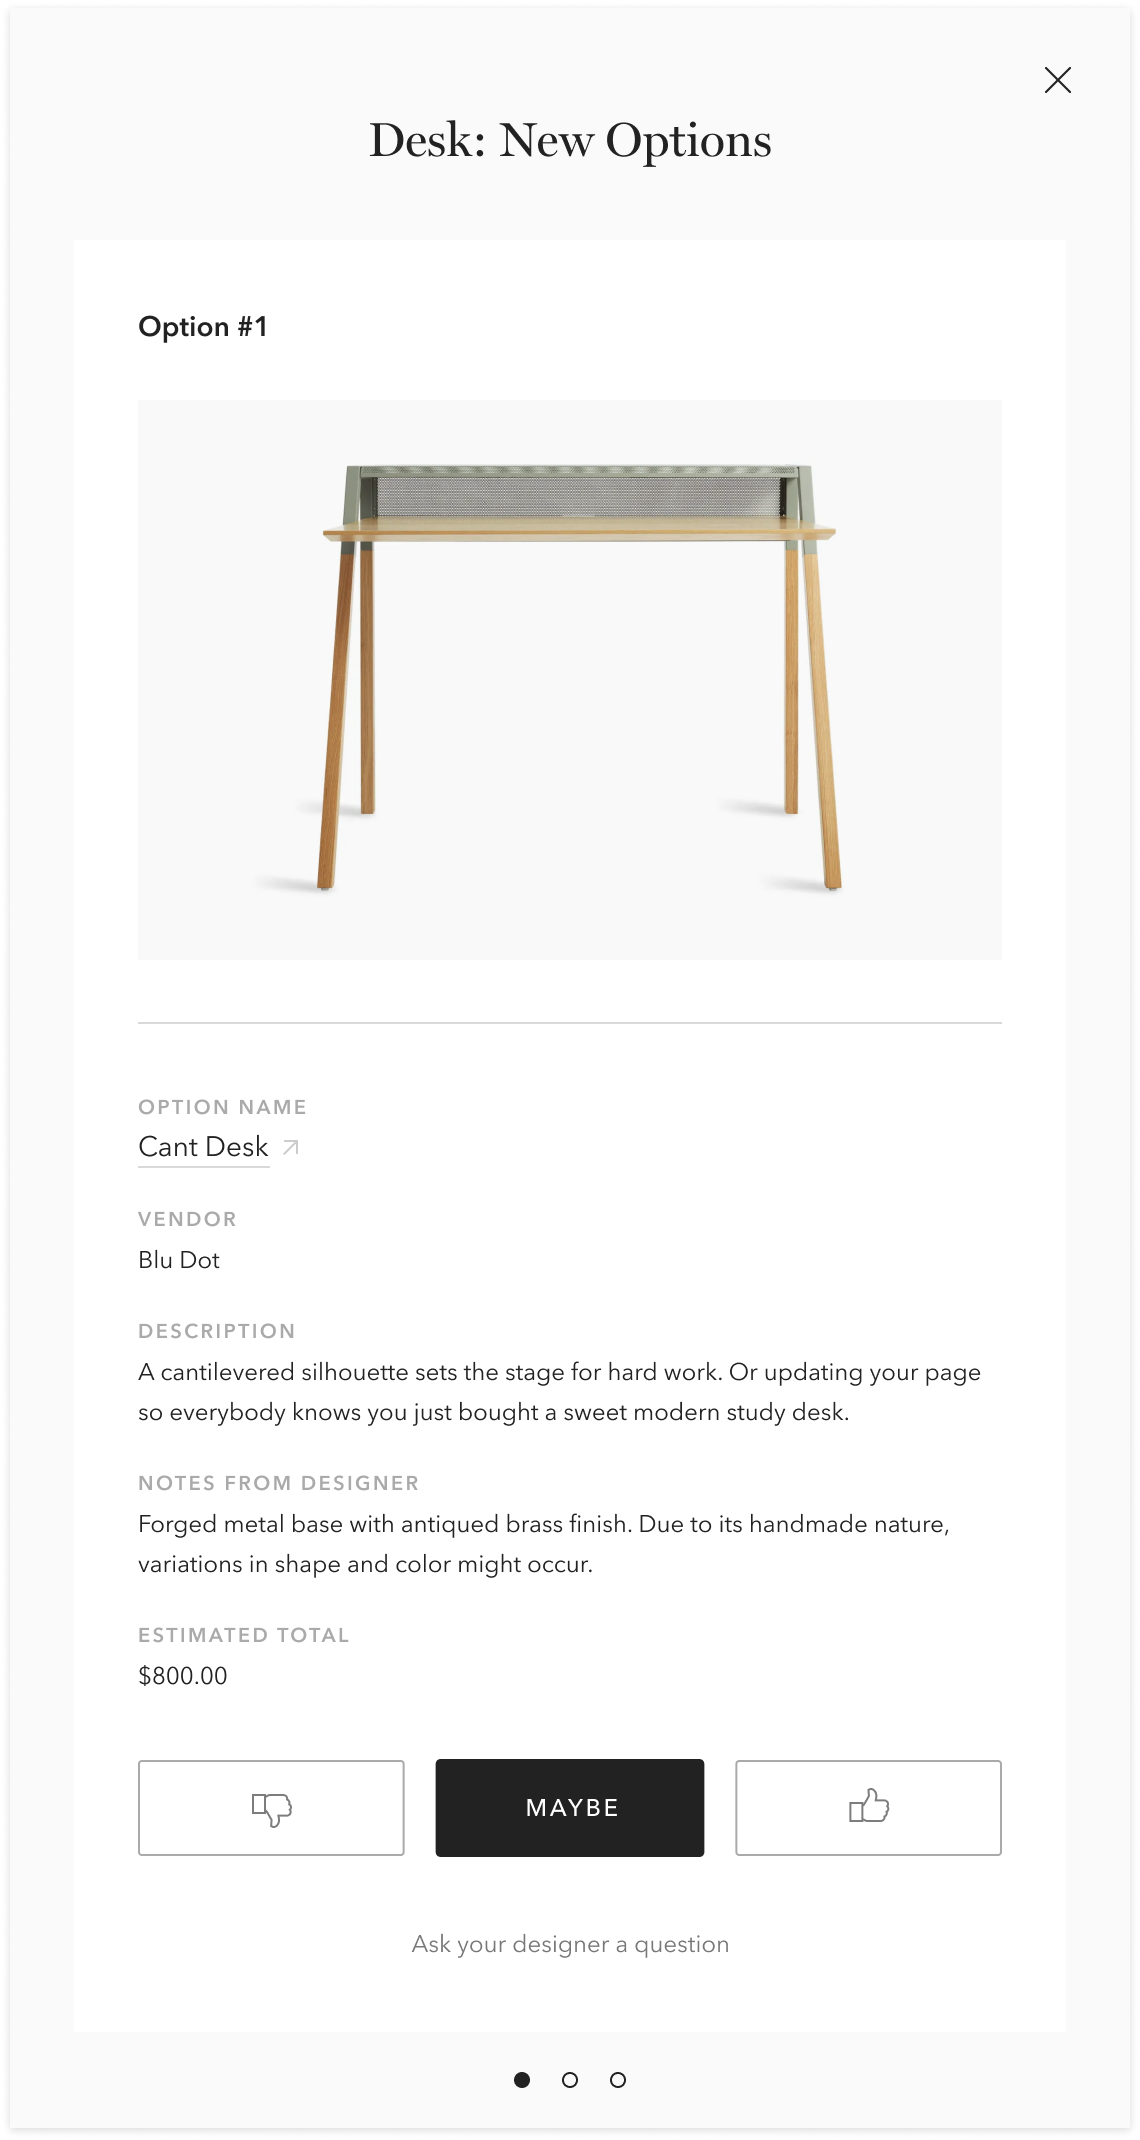 Desk: New Options
Option #1
OPTION NAME
Cant Desk
VENDOR
Blu Dot
DESCRIPTION
A cantilevered silhouette sets the stage for hard work. Or updating your page
so everybody knows you just bought a sweet modern study desk.
NOTES FROM DESIGNER
Forged metal base with antiqued brass finish. Due to its handmade nature,
variations in shape and color might occur.
ESTIMATED TOTAL
$800.00
MAYBE
Ask your designer a question